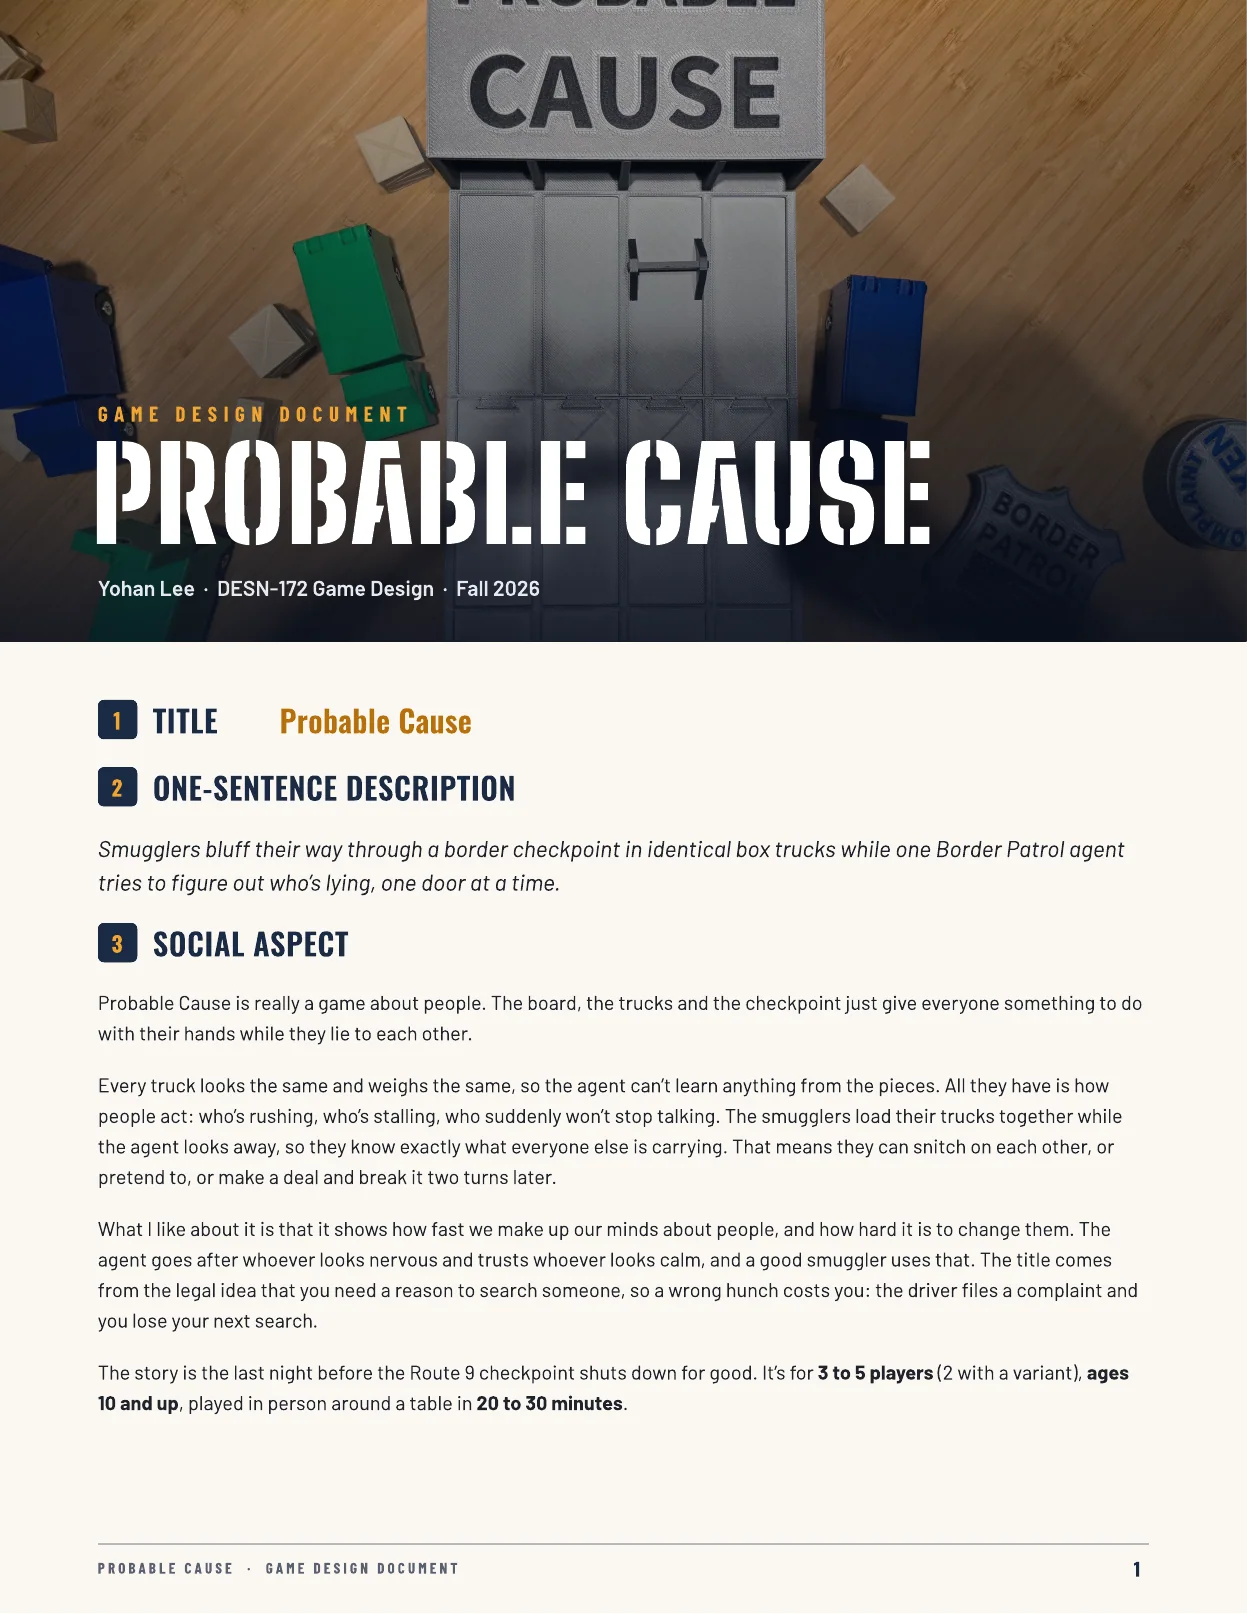 PROBABLE
CAUSE
GAME DESIGN DOCUMENT
PROBABLE CAUSE
BORDER
PATROL
COMPLAINT
Yohan Lee · DESN-172 Game Design · Fall 2026
1 TITLE Probable Cause
2 ONE-SENTENCE DESCRIPTION
Smugglers bluff their way through a border checkpoint in identical box trucks while one Border Patrol agent
tries to figure out who’s lying, one door at a time.
3 SOCIAL ASPECT
Probable Cause is really a game about people. The board, the trucks and the checkpoint just give everyone something to do
with their hands while they lie to each other.
Every truck looks the same and weighs the same, so the agent can’t learn anything from the pieces. All they have is how
people act: who’s rushing, who’s stalling, who suddenly won’t stop talking. The smugglers load their trucks together while
the agent looks away, so they know exactly what everyone else is carrying. That means they can snitch on each other, or
pretend to, or make a deal and break it two turns later.
What I like about it is that it shows how fast we make up our minds about people, and how hard it is to change them. The
agent goes after whoever looks nervous and trusts whoever looks calm, and a good smuggler uses that. The title comes
from the legal idea that you need a reason to search someone, so a wrong hunch costs you: the driver files a complaint and
you lose your next search.
The story is the last night before the Route 9 checkpoint shuts down for good. It’s for 3 to 5 players (2 with a variant), ages
10 and up, played in person around a table in 20 to 30 minutes.
PROBABLE CAUSE · GAME DESIGN DOCUMENT 1